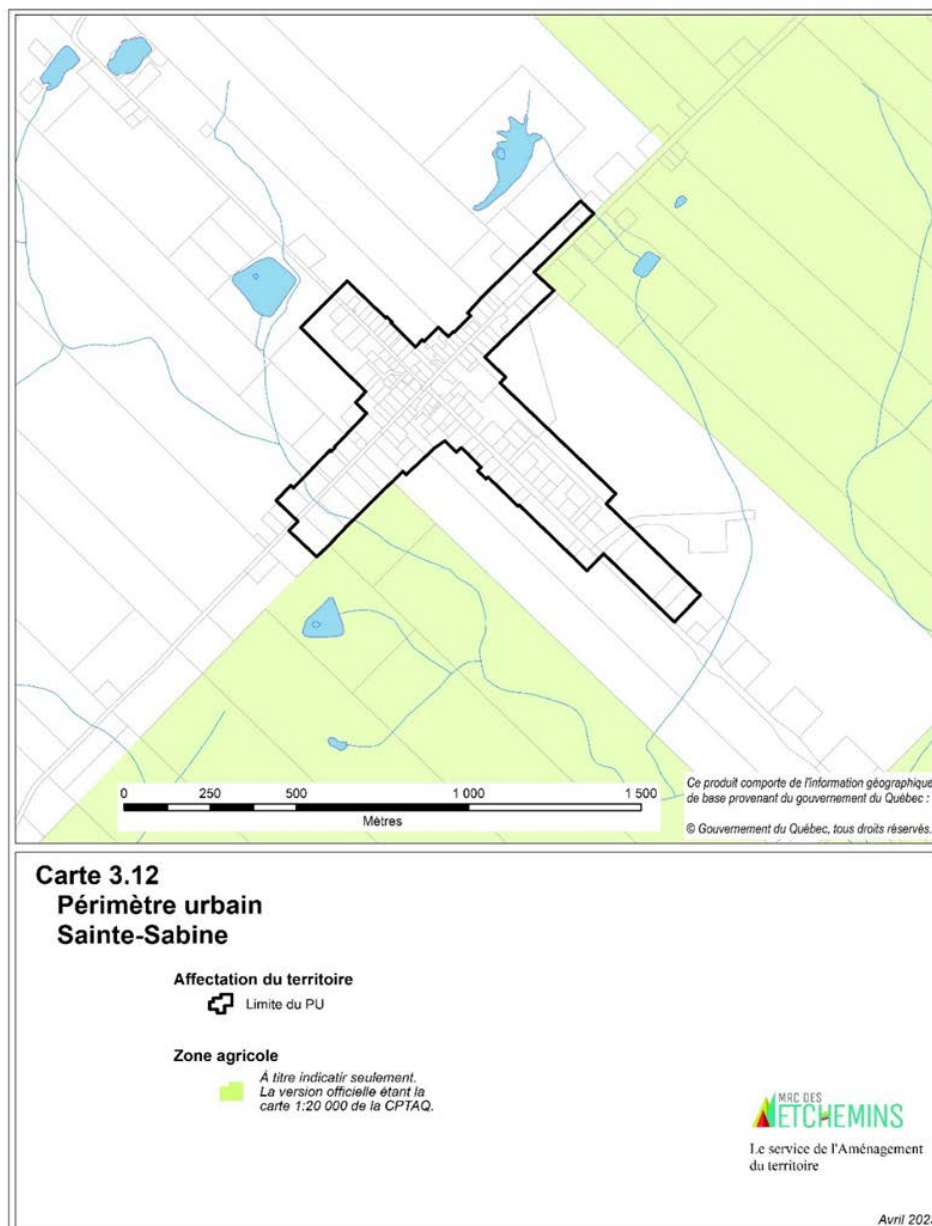 0 250 500 1 000 1 500
Mètres
Ce produit comporte de l'information géographique
de base provenant du gouvernement du Québec :
© Gouvernement du Québec, tous droits réservés.
Carte 3.12
Périmètre urbain
Sainte-Sabine
Affectation du territoire
Limite du PU
Zone agricole
À titre indicatif seulement.
La version officielle étant la
carte 1:20 000 de la CPTAQ.
MRC DES
ETCHEMINS
Le service de l'Aménagement
du territoire
Avril